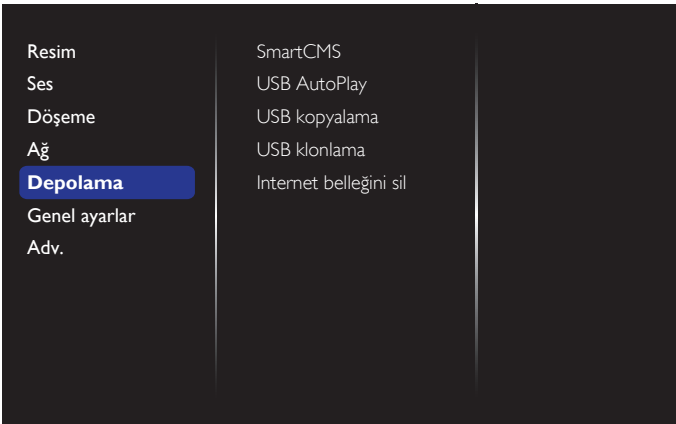 Resim
Ses
Döşeme
Ağ
Depolama
Genel ayarlar
Adv.
SmartCMS
USB AutoPlay
USB kopyalama
USB klonlama
Internet belleğini sil